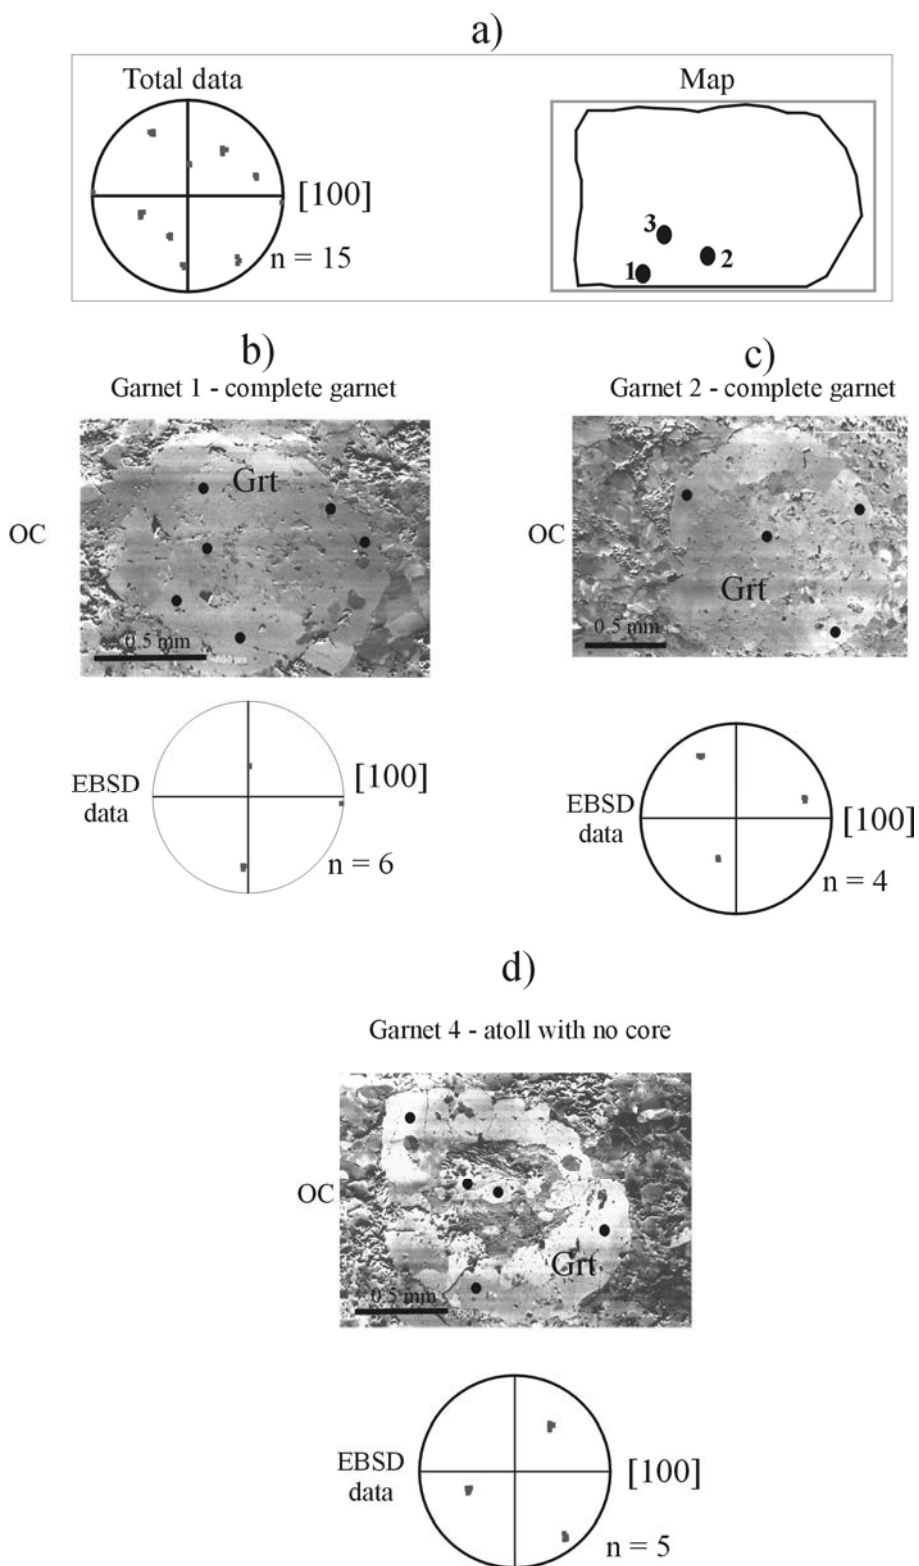 a)
Total data
Map
[100]
n = 15
3
2
1
b)
c)
Garnet 1 - complete garnet
Garnet 2 - complete garnet
Grt
OC
0.5 mm
OC
Grt
0.5 mm
EBSD
data
[100]
n = 6
EBSD
data
[100]
n = 4
d)
Garnet 4 - atoll with no core
OC
Grt
0.5 mm
EBSD
data
[100]
n = 5